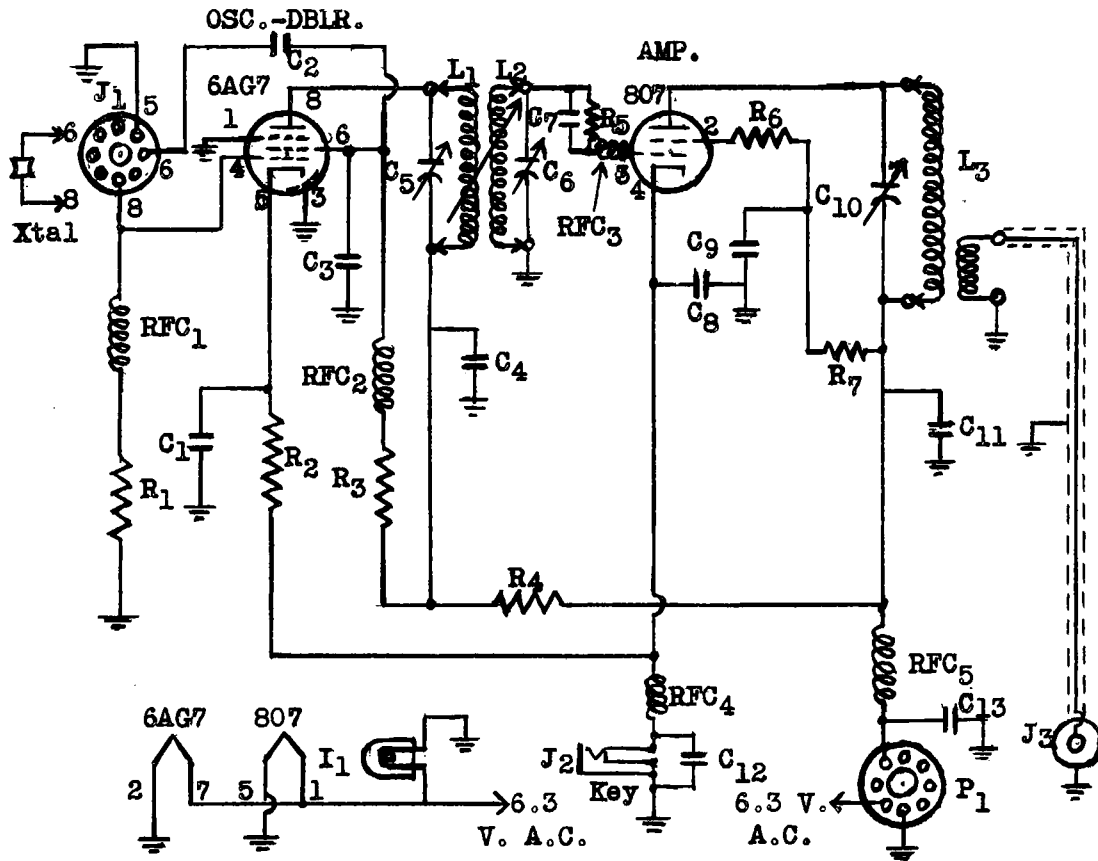 OSC.-DBLR.
C2
AMP.
J1
5
6AG7
8
L1
L2
807
6
1
C7
R5
2
R6
6
6
4
C5
C6
3
L3
8
8
5
3
4
C10
Xtal
RFC3
C3
C9
C8
RFC1
RFC2
C4
R7
C1
R2
R3
C11
R1
R4
RFC5
RFC4
6AG7
807
C13
I1
J2
C12
J3
2
7
5
1
Key
P1
6.3
V. A.C.
6.3 V.
A.C.